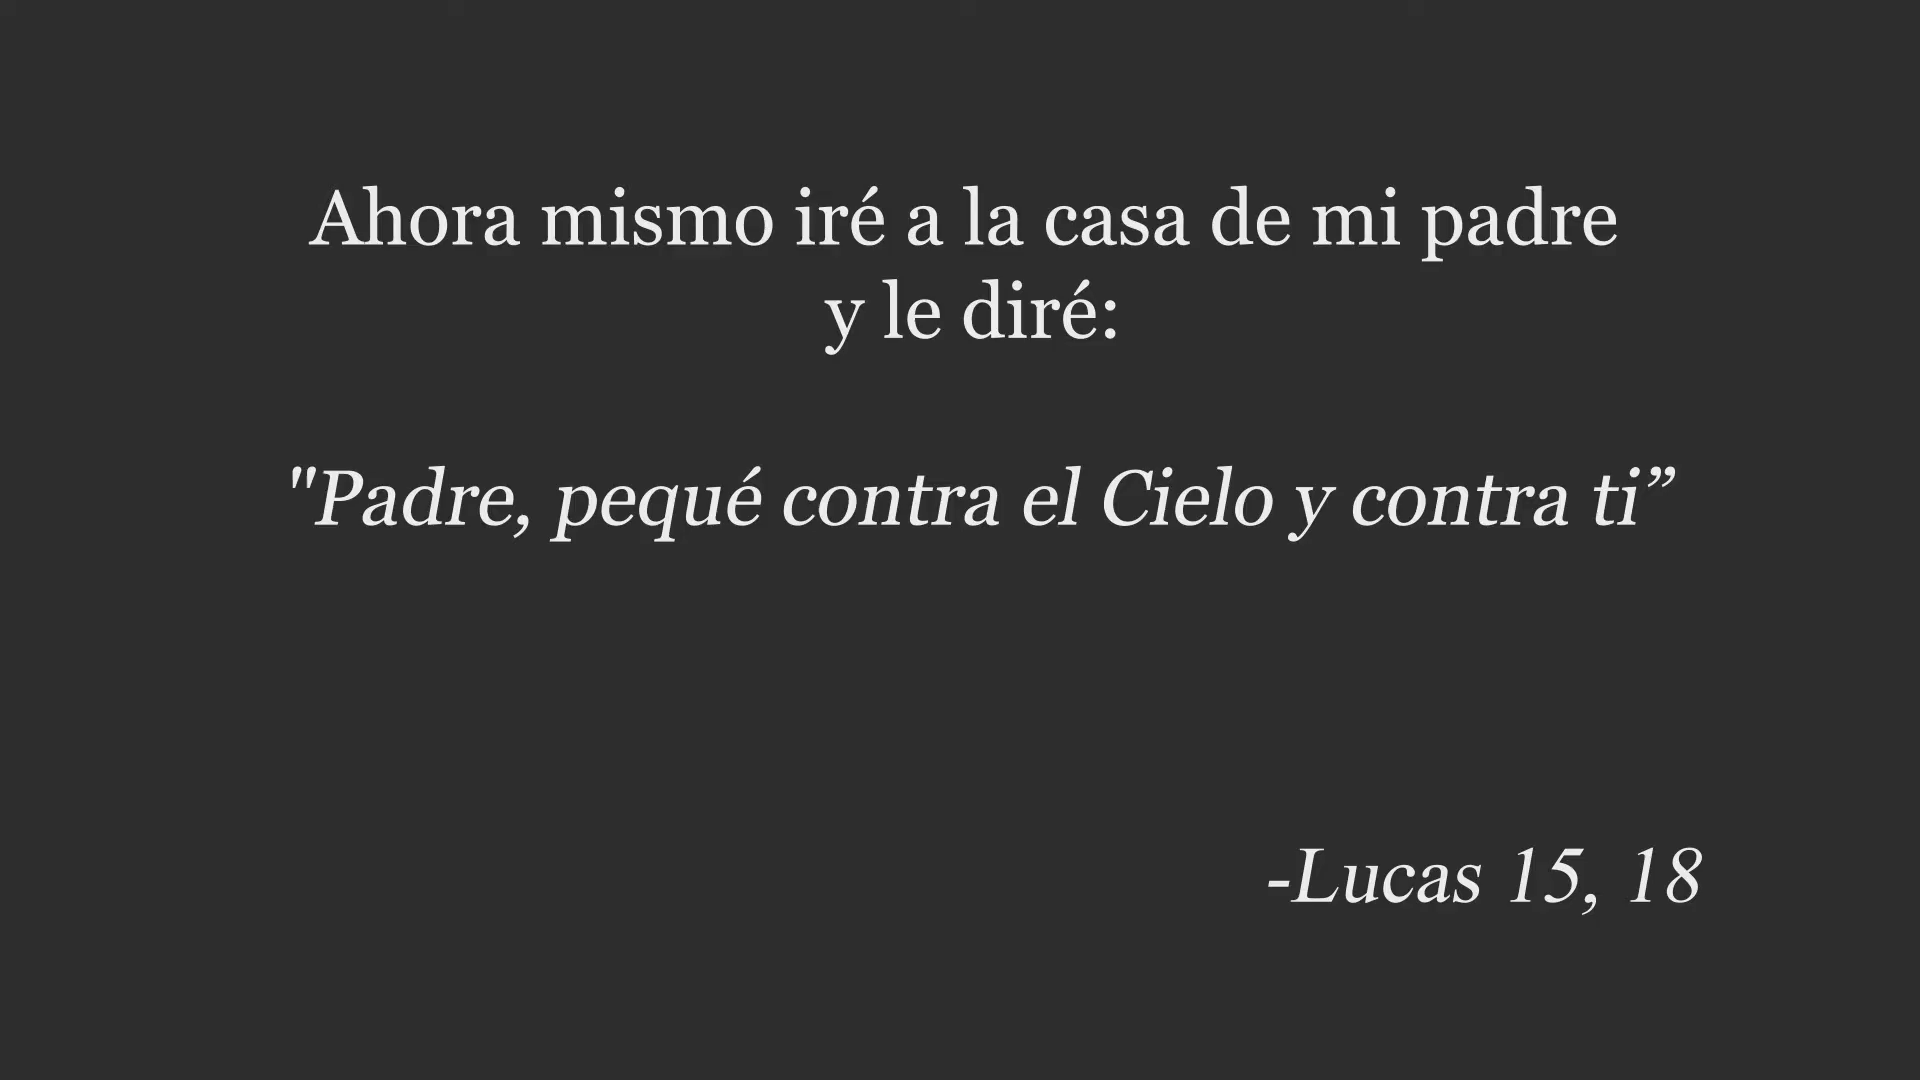 Ahora mismo iré a la casa de mi padre
y le diré:
"Padre, pequé contra el Cielo y contra ti”
-Lucas 15, 18